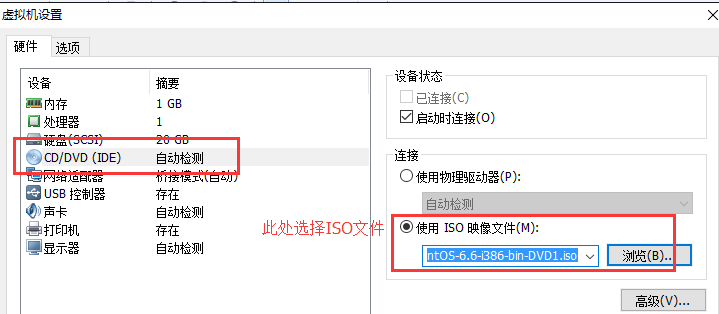 虚拟机设置
硬件 选项
设备 摘要
内存 1 GB
处理器 1
硬盘(SCSI) 20 GB
CD/DVD (IDE) 自动检测
网络适配器 桥接模式(自动)
USB 控制器 存在
声卡 自动检测
打印机 存在
显示器 自动检测
设备状态
已连接(C)
启动时连接(O)
连接
使用物理驱动器(P):
自动检测
此处选择ISO文件
使用 ISO 映像文件(M):
ntOS-6.6-i386-bin-DVD1.iso 浏览(B)...
高级(V)...